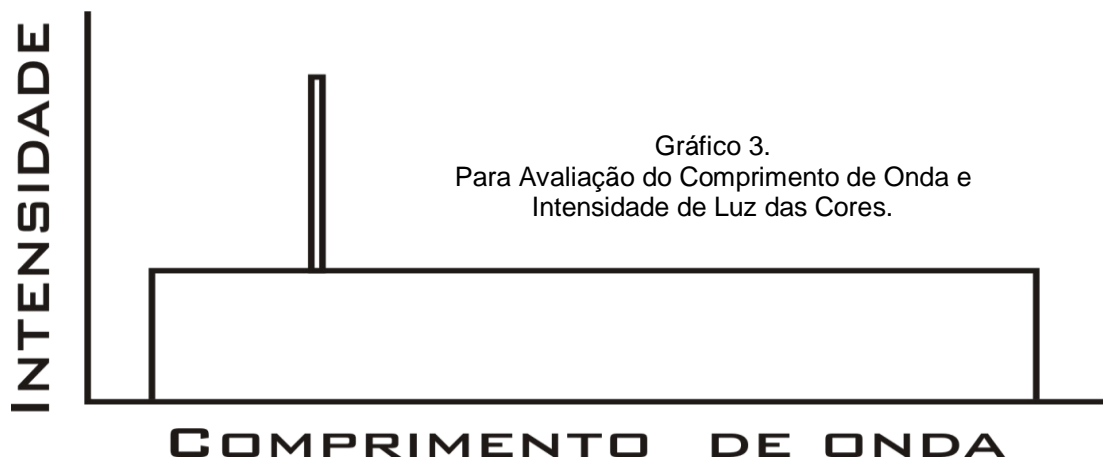 INTENSIDADE
Gráfico 3.
Para Avaliação do Comprimento de Onda e
Intensidade de Luz das Cores.
COMPRIMENTO DE ONDA